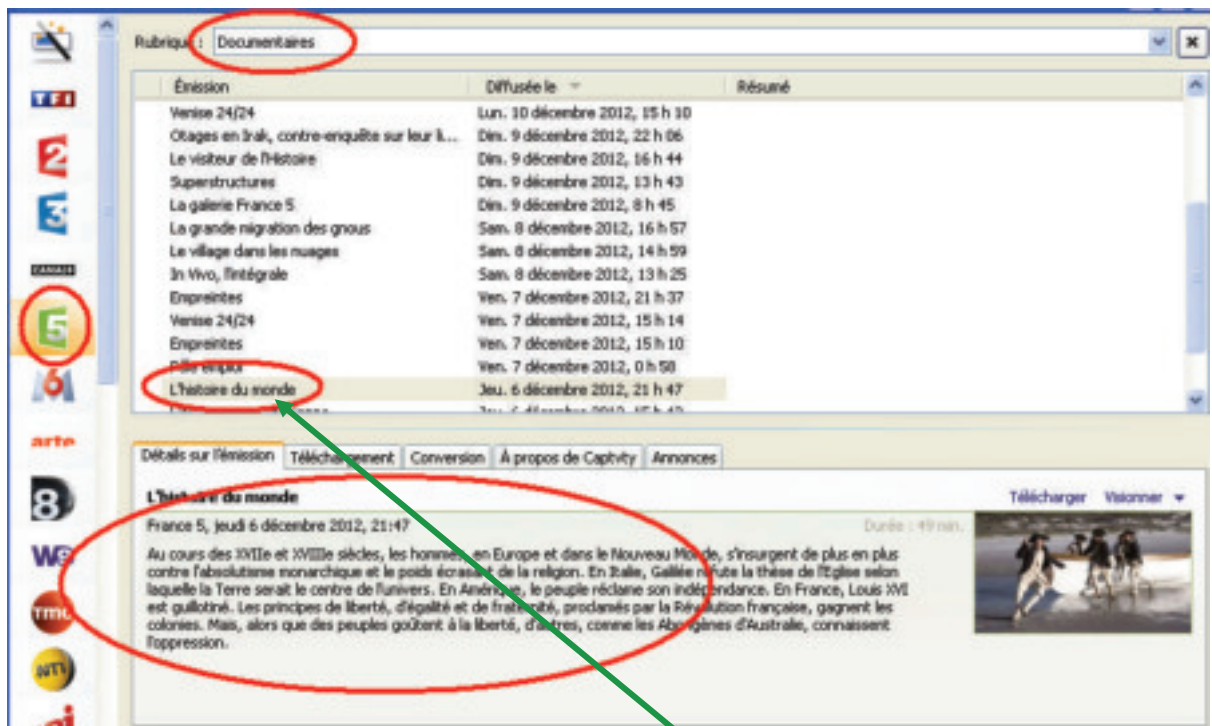 Rubrique : Documentaires
Émission Diffusée le Résumé
TF1
Venise 24/24 Lun. 10 décembre 2012, 15 h 10
Otages en Irak, contre-enquête sur leur li... Dim. 9 décembre 2012, 22 h 06
2
Le visiteur de l'Histoire Dim. 9 décembre 2012, 16 h 44
Superstructures Dim. 9 décembre 2012, 13 h 43
La galerie France 5 Dim. 9 décembre 2012, 8 h 45
3
La grande migration des gnous Sam. 8 décembre 2012, 16 h 57
Le village dans les nuages Sam. 8 décembre 2012, 14 h 59
CANAL+
In Vivo, l'intégrale Sam. 8 décembre 2012, 13 h 25
Empreintes Ven. 7 décembre 2012, 21 h 37
5
Venise 24/24 Ven. 7 décembre 2012, 15 h 14
Empreintes Ven. 7 décembre 2012, 15 h 10
Pôle emploi Ven. 7 décembre 2012, 0 h 58
6
L'histoire du monde Jeu. 6 décembre 2012, 21 h 47
arte
Détails sur l'émission Téléchargement Conversion À propos de Captvty Annonces
8
L'histoire du monde Télécharger Visionner
France 5, jeudi 6 décembre 2012, 21:47 Durée : 49 min.
W9
Au cours des XVIIe et XVIIIe siècles, les hommes, en Europe et dans le Nouveau Monde, s'insurgent de plus en plus
contre l'absolutisme monarchique et le poids écrasant de la religion. En Italie, Galilée réfute la thèse de l'Eglise selon
laquelle la Terre serait le centre de l'univers. En Amérique, le peuple réclame son indépendance. En France, Louis XVI
est guillotiné. Les principes de liberté, d'égalité et de fraternité, proclamés par la Révolution française, gagnent les
TMC
colonies. Mais, alors que des peuples goûtent à la liberté, d'autres, comme les Aborigènes d'Australie, connaissent
l'oppression.
NT1